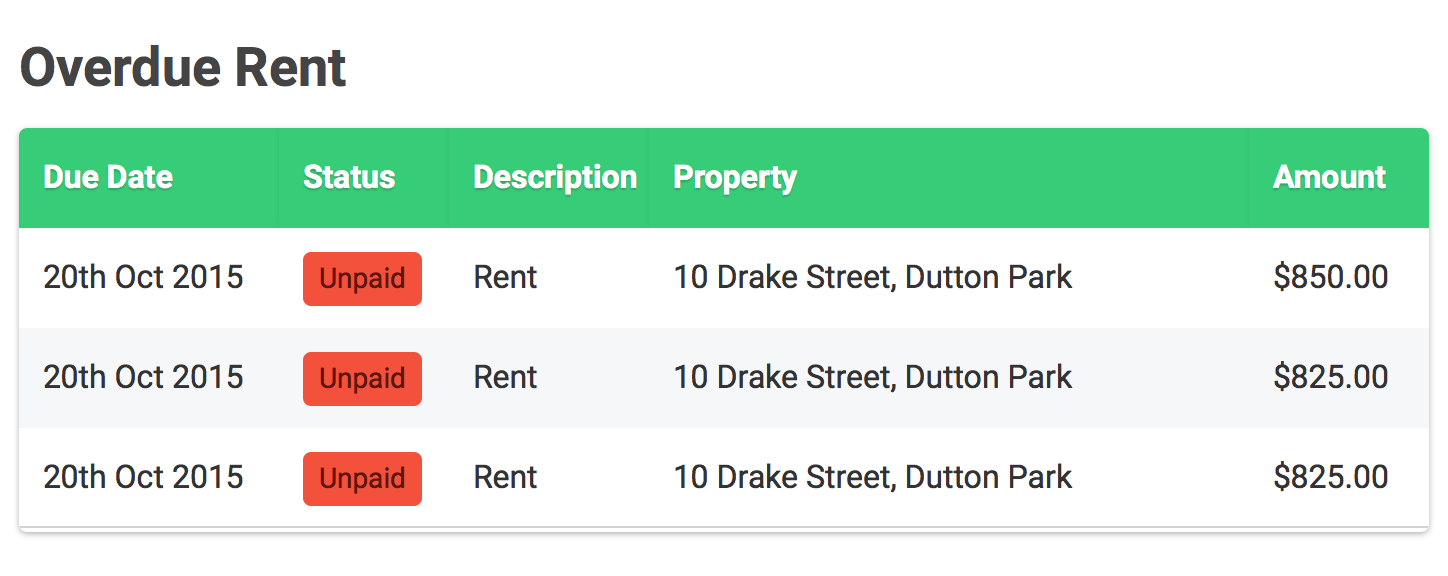 Overdue Rent
Due Date Status Description Property Amount
20th Oct 2015 Unpaid Rent 10 Drake Street, Dutton Park $850.00
20th Oct 2015 Unpaid Rent 10 Drake Street, Dutton Park $825.00
20th Oct 2015 Unpaid Rent 10 Drake Street, Dutton Park $825.00